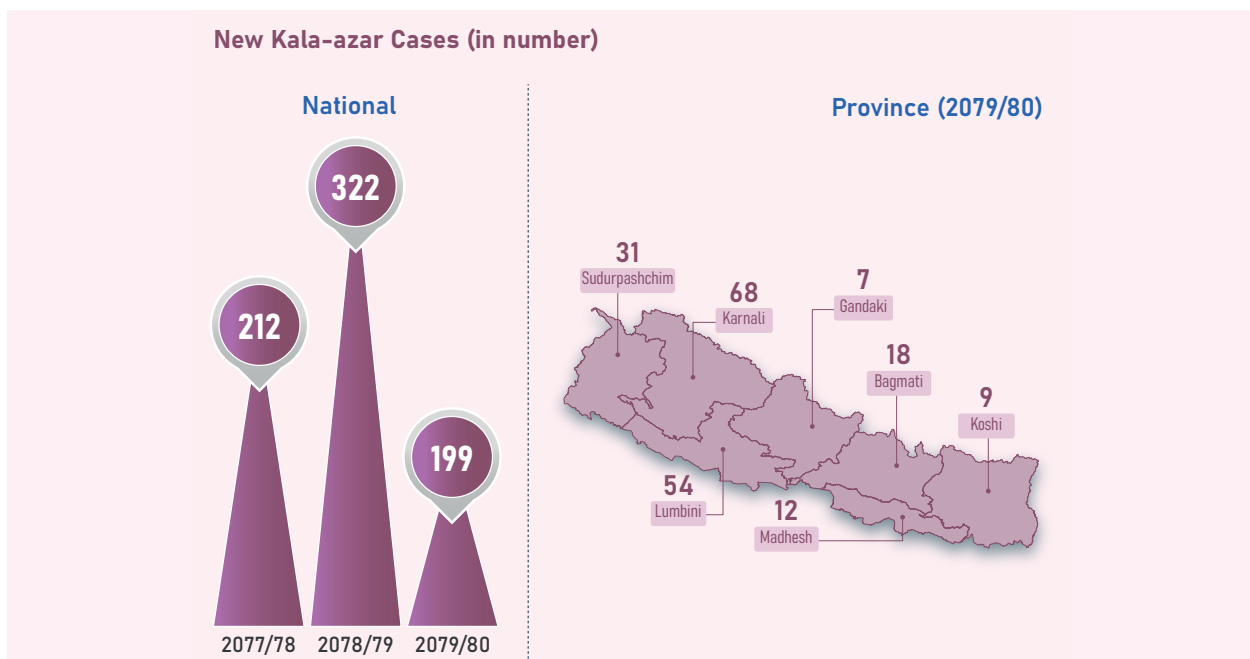 New Kala-azar Cases (in number)
National
322
212
199
2077/78
2078/79
2079/80
Province (2079/80)
31
Sudurpashchim
68
Karnali
7
Gandaki
18
Bagmati
9
Koshi
54
Lumbini
12
Madhesh